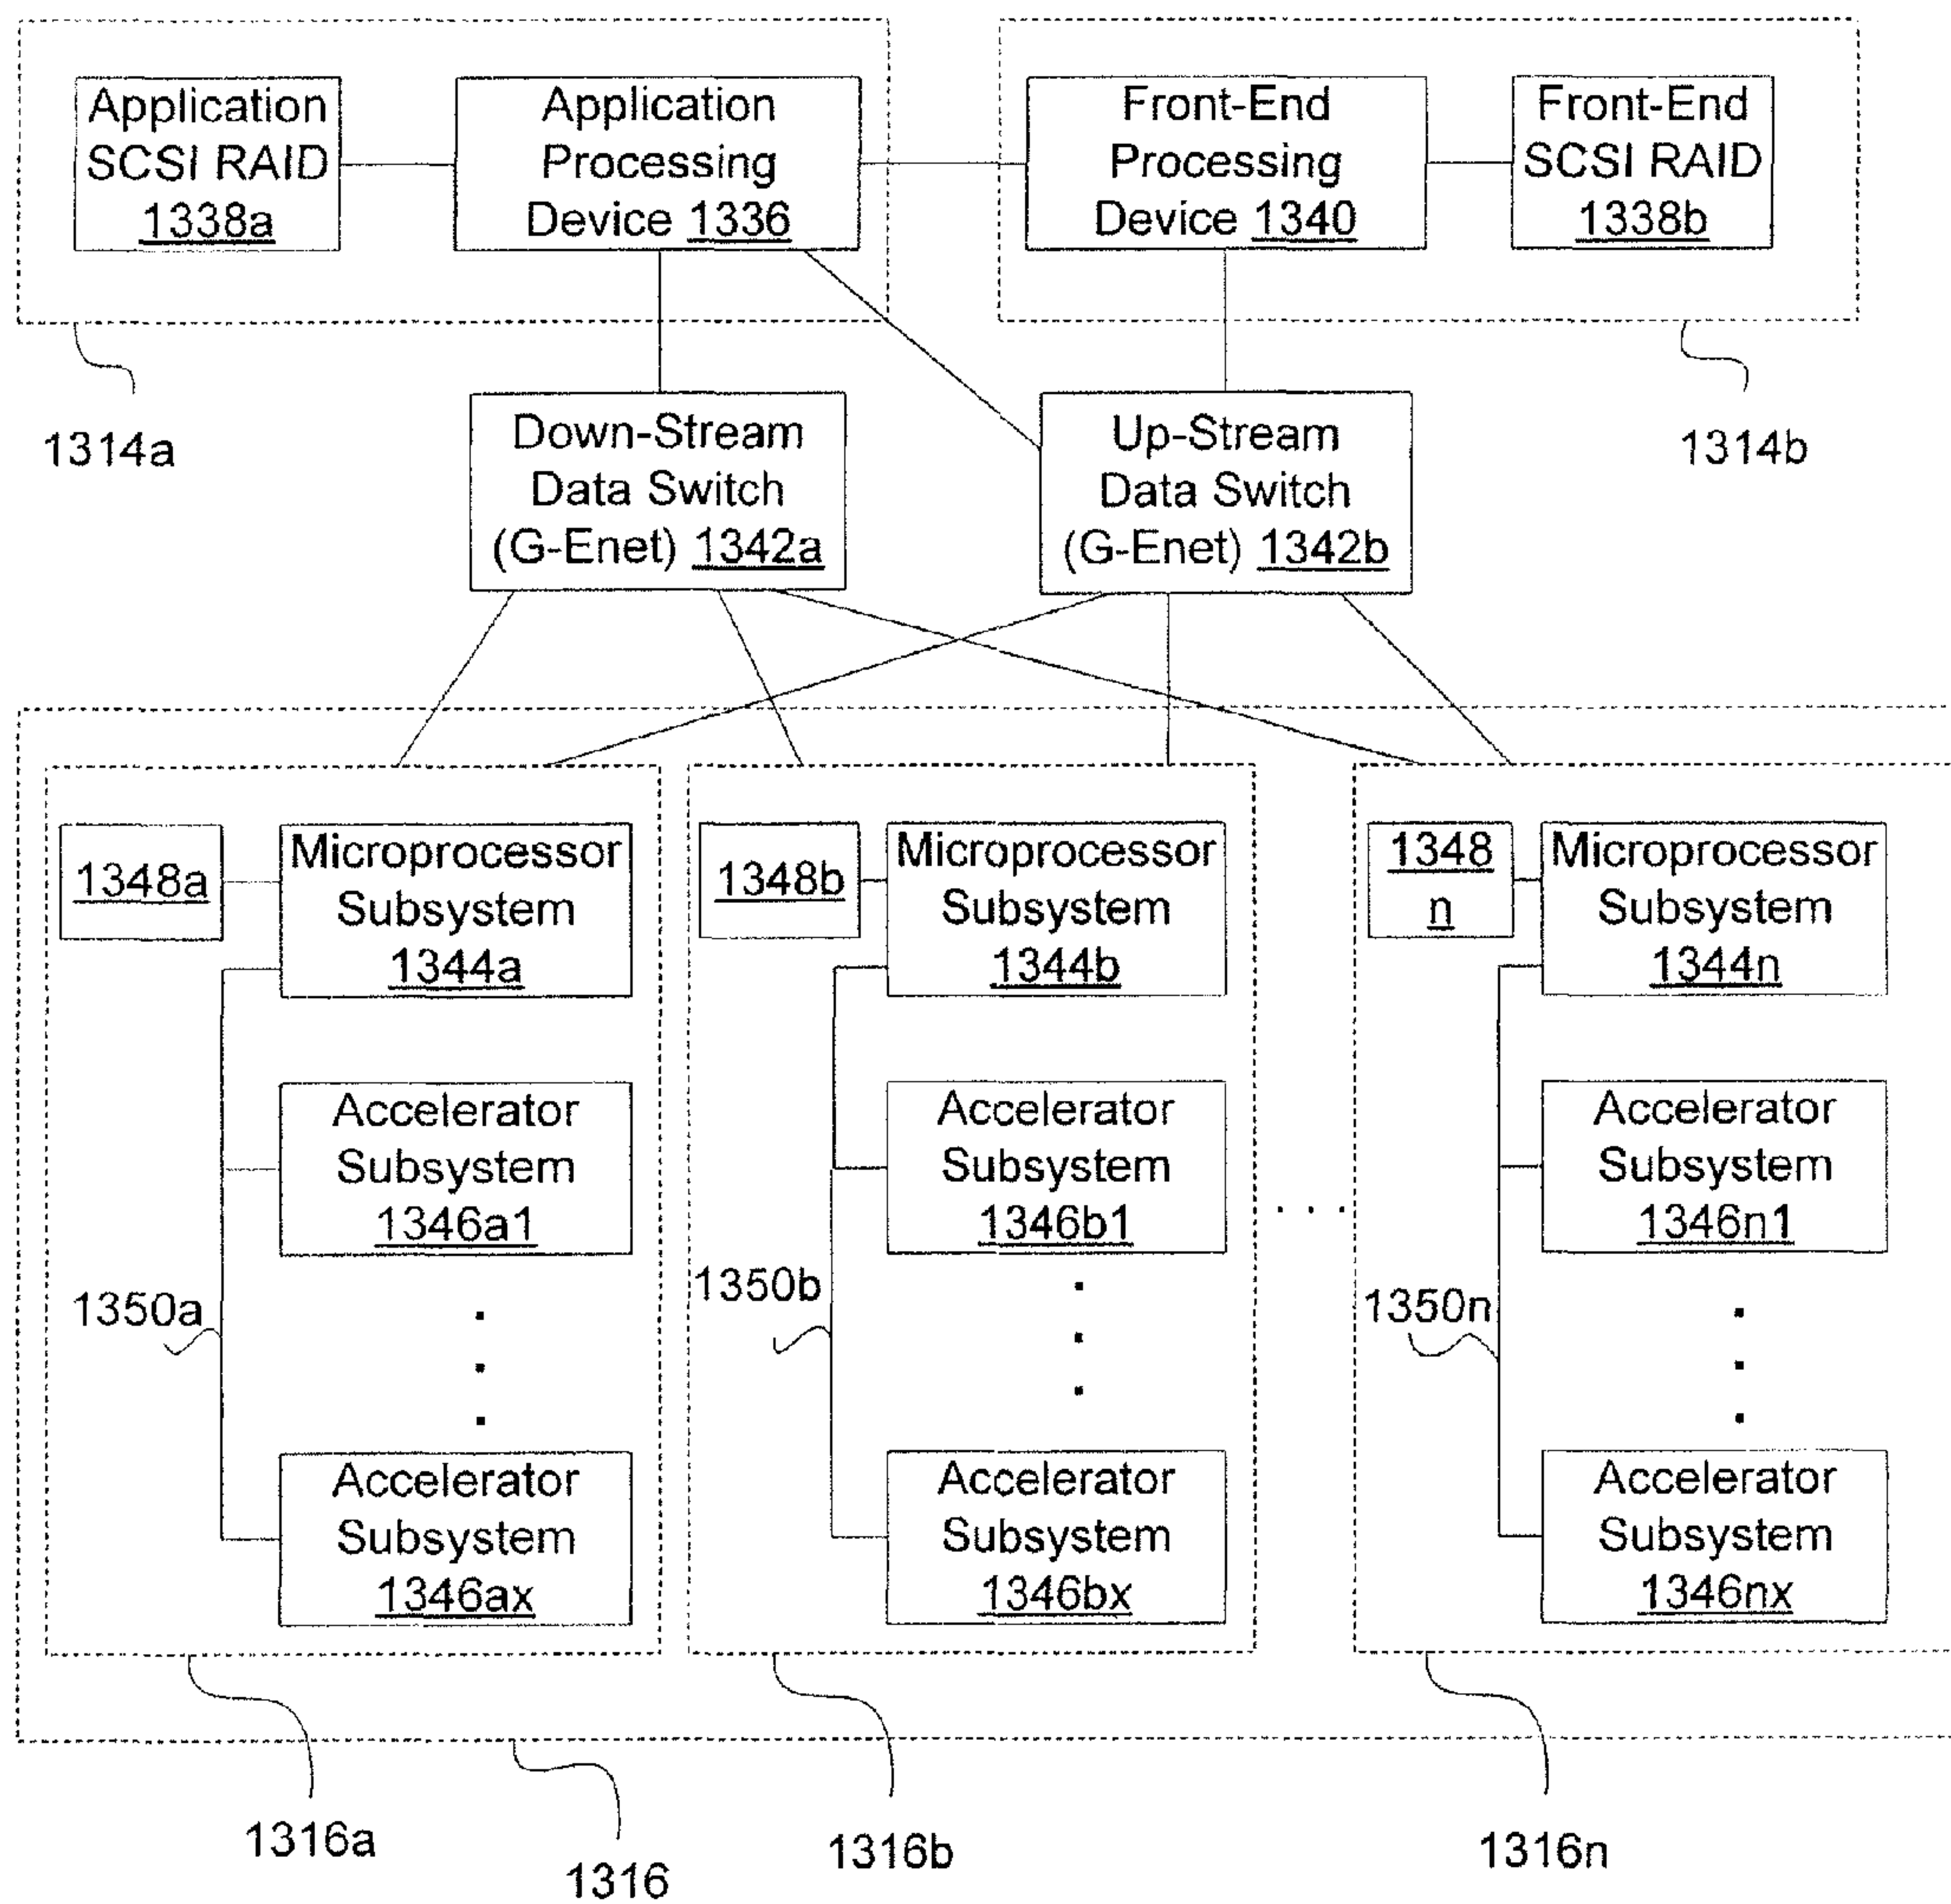 Application
SCSI RAID
1338a
Application
Processing
Device 1336
Front-End
Processing
Device 1340
Front-End
SCSI RAID
1338b
1314a
1314b
Down-Stream
Data Switch
(G-Enet) 1342a
Up-Stream
Data Switch
(G-Enet) 1342b
1348a
Microprocessor
Subsystem
1344a
1348b
Microprocessor
Subsystem
1344b
1348
n
Microprocessor
Subsystem
1344n
Accelerator
Subsystem
1346a1
Accelerator
Subsystem
1346b1
. . .
Accelerator
Subsystem
1346n1
1350a
1350b
1350n
Accelerator
Subsystem
1346ax
Accelerator
Subsystem
1346bx
Accelerator
Subsystem
1346nx
1316a
1316
1316b
1316n